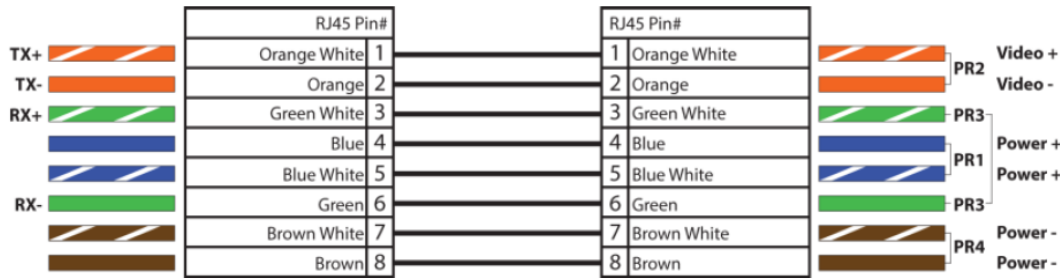 RJ45 Pin# RJ45 Pin#
TX+ Orange White 1 1 Orange White Video +
PR2
TX- Orange 2 2 Orange Video -
RX+ Green White 3 3 Green White PR3
Blue 4 4 Blue Power +
PR1
Blue White 5 5 Blue White Power +
RX- Green 6 6 Green PR3
Brown White 7 7 Brown White Power -
PR4
Brown 8 8 Brown Power -